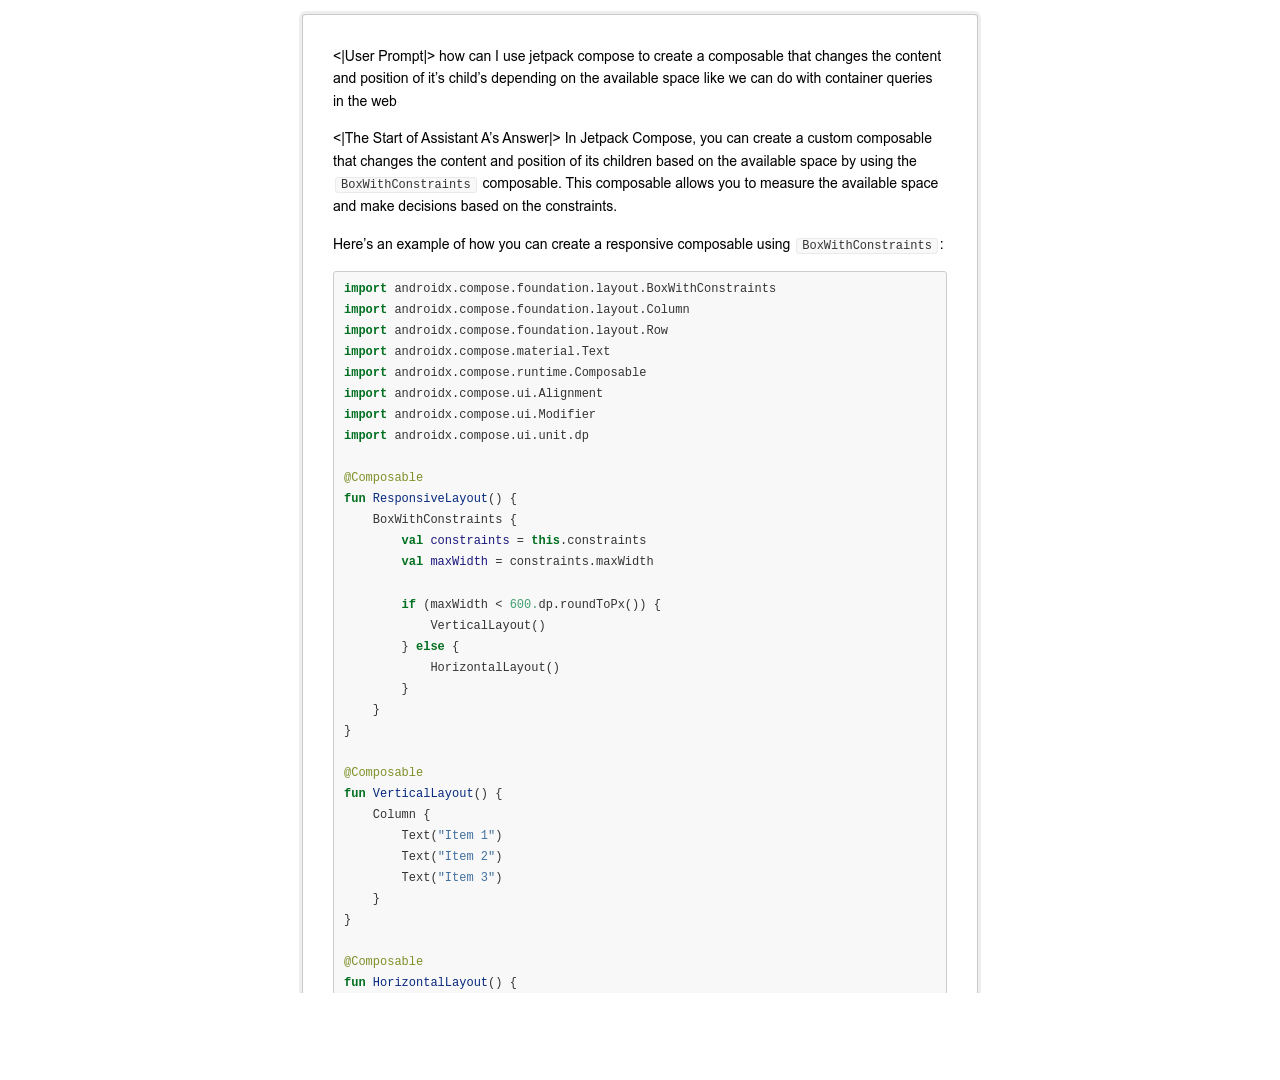 <|User Prompt|> how can I use jetpack compose to create a composable that changes the content
and position of it’s child’s depending on the available space like we can do with container queries
in the web
<|The Start of Assistant A’s Answer|> In Jetpack Compose, you can create a custom composable
that changes the content and position of its children based on the available space by using the
BoxWithConstraints composable. This composable allows you to measure the available space
and make decisions based on the constraints.
Here’s an example of how you can create a responsive composable using BoxWithConstraints :
import androidx.compose.foundation.layout.BoxWithConstraints
import androidx.compose.foundation.layout.Column
import androidx.compose.foundation.layout.Row
import androidx.compose.material.Text
import androidx.compose.runtime.Composable
import androidx.compose.ui.Alignment
import androidx.compose.ui.Modifier
import androidx.compose.ui.unit.dp

@Composable
fun ResponsiveLayout() {
    BoxWithConstraints {
        val constraints = this.constraints
        val maxWidth = constraints.maxWidth

        if (maxWidth < 600.dp.roundToPx()) {
            VerticalLayout()
        } else {
            HorizontalLayout()
        }
    }
}

@Composable
fun VerticalLayout() {
    Column {
        Text("Item 1")
        Text("Item 2")
        Text("Item 3")
    }
}

@Composable
fun HorizontalLayout() {